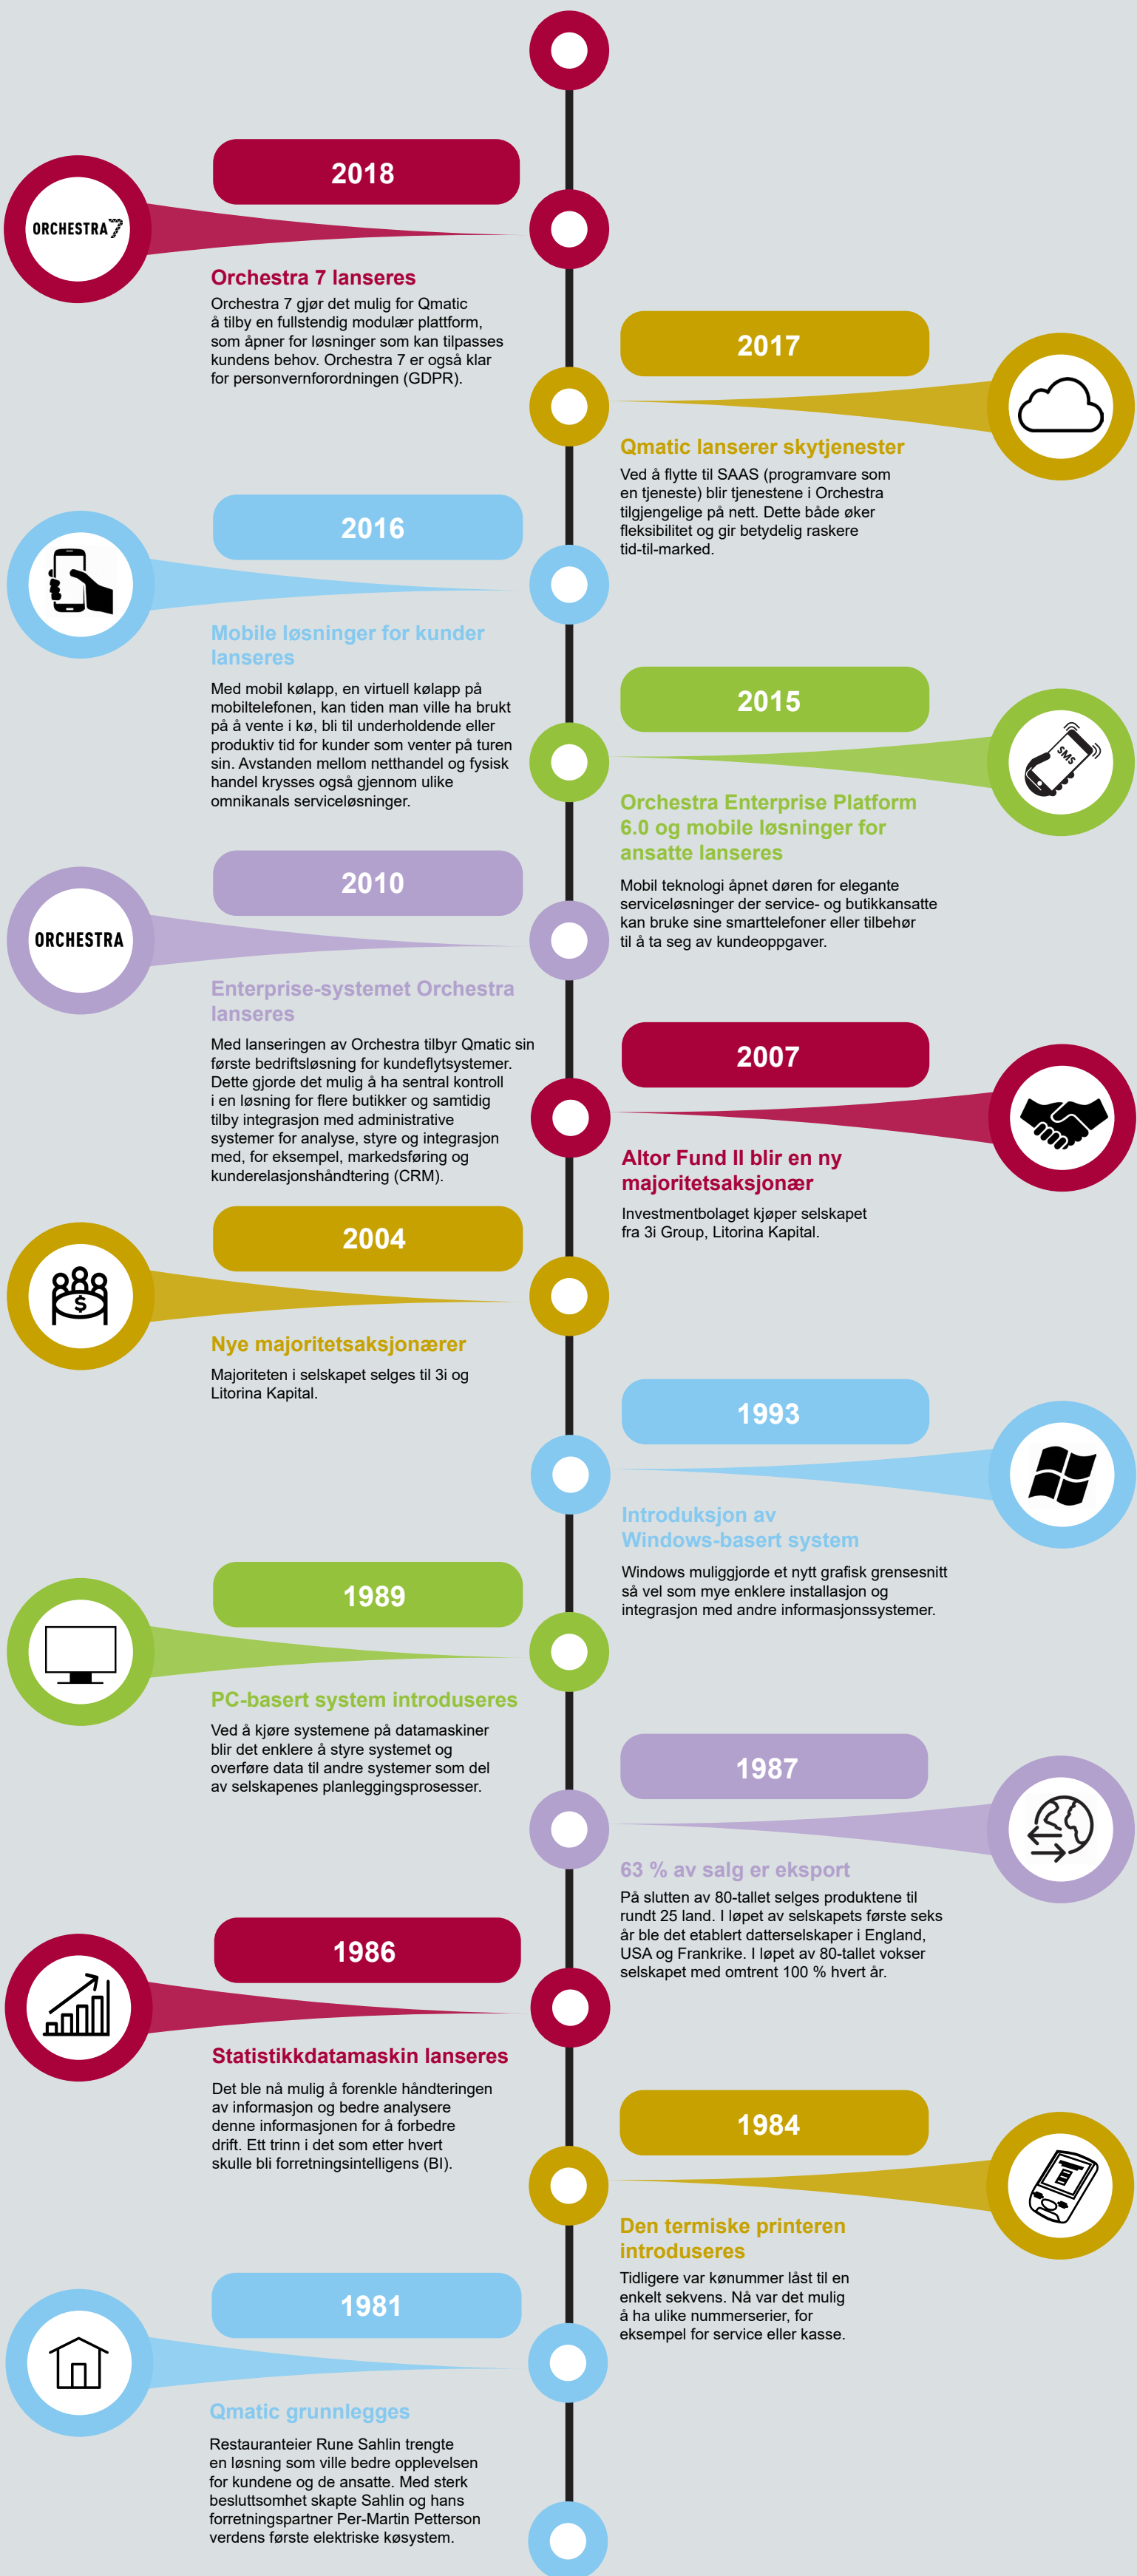 2018
ORCHESTRA 7
Orchestra 7 lanseres
Orchestra 7 gjør det mulig for Qmatic
å tilby en fullstendig modulær plattform,
som åpner for løsninger som kan tilpasses
kundens behov. Orchestra 7 er også klar
for personvernforordningen (GDPR).
2017
Qmatic lanserer skytjenester
Ved å flytte til SAAS (programvare som
en tjeneste) blir tjenestene i Orchestra
tilgjengelige på nett. Dette både øker
fleksibilitet og gir betydelig raskere
tid-til-marked.
2016
Mobile løsninger for kunder
lanseres
Med mobil kølapp, en virtuell kølapp på
mobiltelefonen, kan tiden man ville ha brukt
på å vente i kø, bli til underholdende eller
produktiv tid for kunder som venter på turen
sin. Avstanden mellom netthandel og fysisk
handel krysses også gjennom ulike
omnikanals serviceløsninger.
2015
SMS
Orchestra Enterprise Platform
6.0 og mobile løsninger for
ansatte lanseres
Mobil teknologi åpnet døren for elegante
serviceløsninger der service- og butikkansatte
kan bruke sine smarttelefoner eller tilbehør
til å ta seg av kundeoppgaver.
2010
ORCHESTRA
Enterprise-systemet Orchestra
lanseres
Med lanseringen av Orchestra tilbyr Qmatic sin
første bedriftsløsning for kundeflytsystemer.
Dette gjorde det mulig å ha sentral kontroll
i en løsning for flere butikker og samtidig
tilby integrasjon med administrative
systemer for analyse, styre og integrasjon
med, for eksempel, markedsføring og
kunderelasjonshåndtering (CRM).
2007
Altor Fund II blir en ny
majoritetsaksjonær
Investmentbolaget kjøper selskapet
fra 3i Group, Litorina Kapital.
2004
$
Nye majoritetsaksjonærer
Majoriteten i selskapet selges til 3i og
Litorina Kapital.
1993
Introduksjon av
Windows-basert system
Windows muliggjorde et nytt grafisk grensesnitt
så vel som mye enklere installasjon og
integrasjon med andre informasjonssystemer.
1989
PC-basert system introduseres
Ved å kjøre systemene på datamaskiner
blir det enklere å styre systemet og
overføre data til andre systemer som del
av selskapenes planleggingsprosesser.
1987
63 % av salg er eksport
På slutten av 80-tallet selges produktene til
rundt 25 land. I løpet av selskapets første seks
år ble det etablert datterselskaper i England,
USA og Frankrike. I løpet av 80-tallet vokser
selskapet med omtrent 100 % hvert år.
1986
Statistikkdatamaskin lanseres
Det ble nå mulig å forenkle håndteringen
av informasjon og bedre analysere
denne informasjonen for å forbedre
drift. Ett trinn i det som etter hvert
skulle bli forretningsintelligens (BI).
1984
Den termiske printeren
introduseres
Tidligere var kønummer låst til en
enkelt sekvens. Nå var det mulig
å ha ulike nummerserier, for
eksempel for service eller kasse.
1981
Qmatic grunnlegges
Restauranteier Rune Sahlin trengte
en løsning som ville bedre opplevelsen
for kundene og de ansatte. Med sterk
besluttsomhet skapte Sahlin og hans
forretningspartner Per-Martin Petterson
verdens første elektriske køsystem.